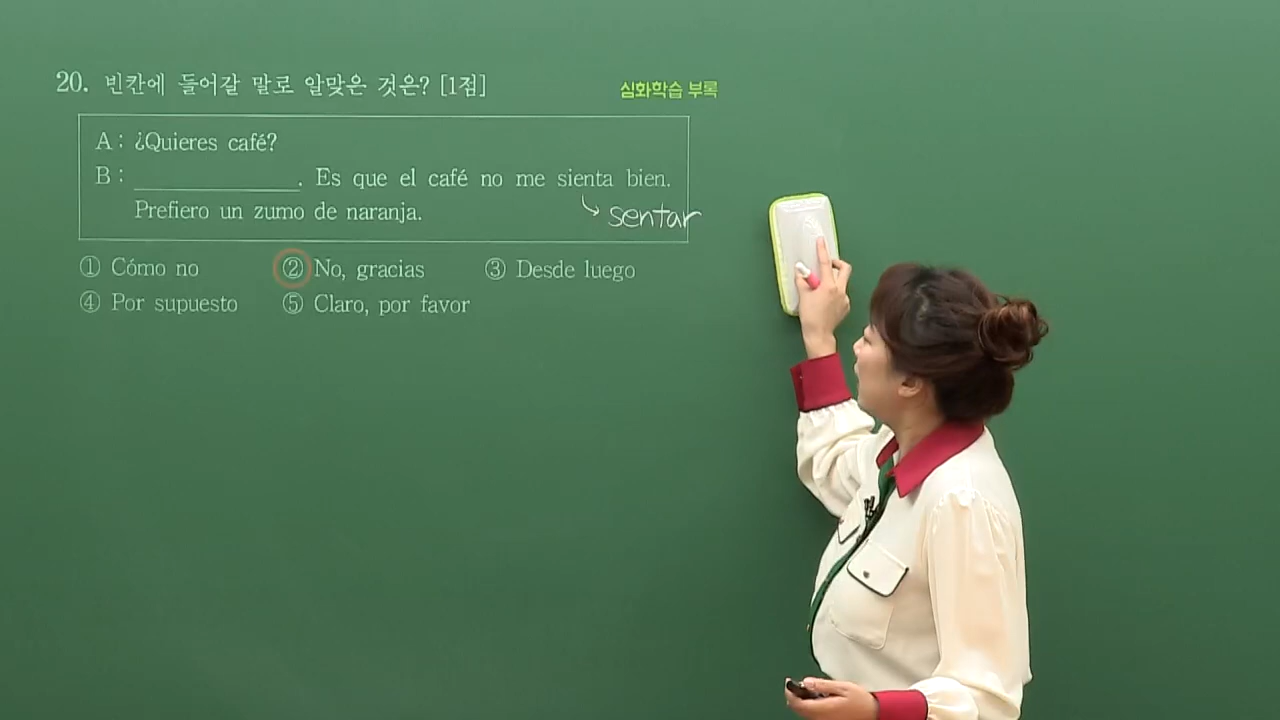 20. 빈칸에 들어갈 말로 알맞은 것은? [1점]
심화학습 부록
A : ¿Quieres café?
B : ____________. Es que el café no me sienta bien.
Prefiero un zumo de naranja.
sentar
① Cómo no ② No, gracias ③ Desde luego
④ Por supuesto ⑤ Claro, por favor